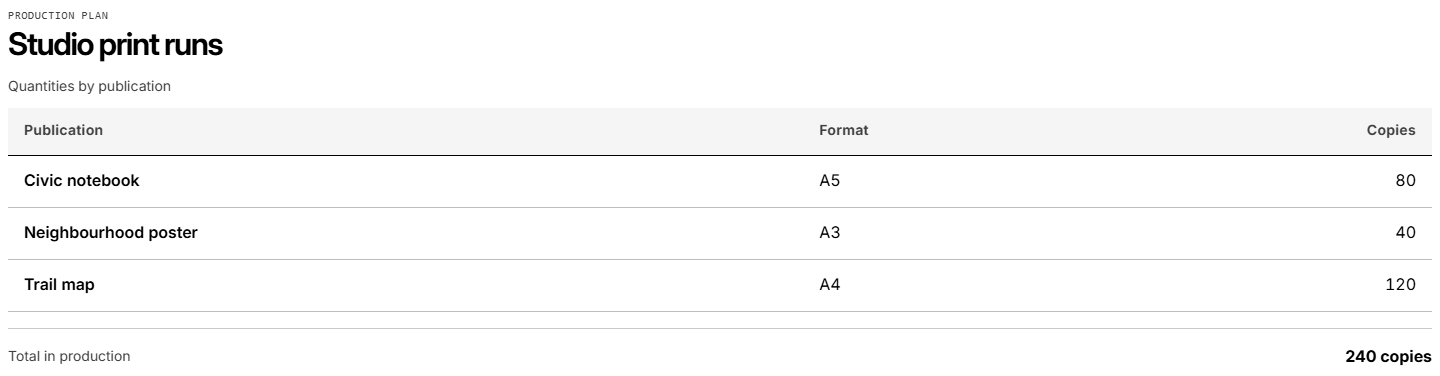 PRODUCTION PLAN
Studio print runs
Quantities by publication
Publication Format Copies
Civic notebook A5 80
Neighbourhood poster A3 40
Trail map A4 120
Total in production 240 copies